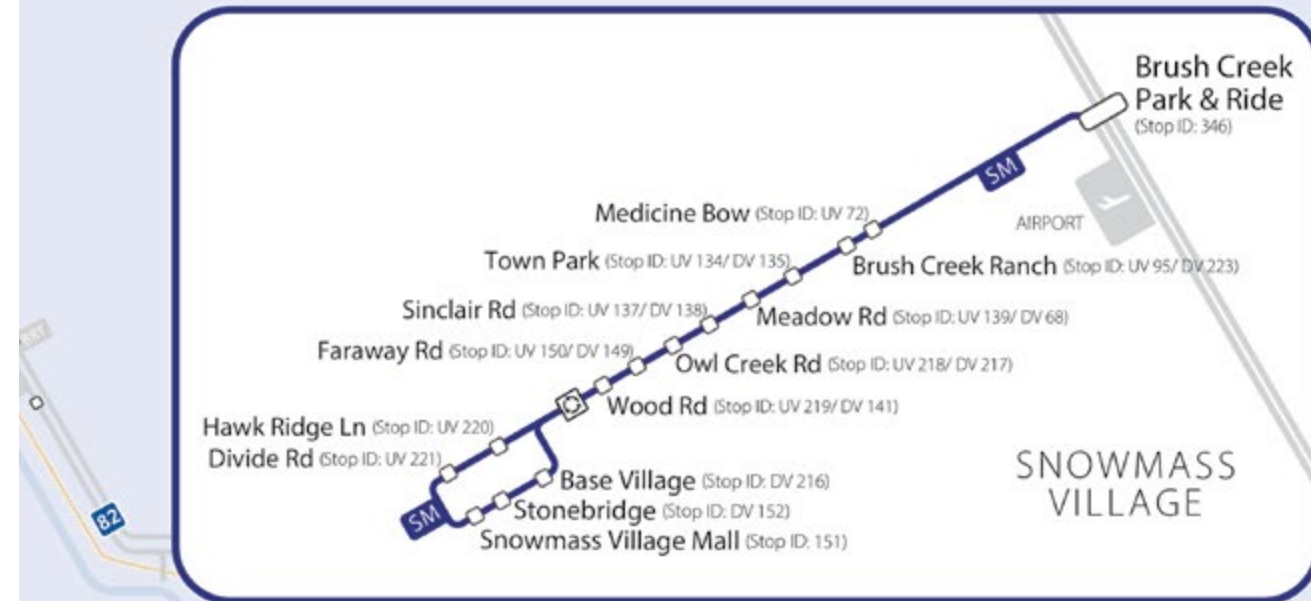 Brush Creek
Park & Ride
(Stop ID: 346)
SM
AIRPORT
Medicine Bow (Stop ID: UV 72)
Town Park (Stop ID: UV 134/ DV 135)
Brush Creek Ranch (Stop ID: UV 95/ DV 223)
Sinclair Rd (Stop ID: UV 137/ DV 138)
Meadow Rd (Stop ID: UV 139/ DV 68)
Faraway Rd (Stop ID: UV 150/ DV 149)
Owl Creek Rd (Stop ID: UV 218/ DV 217)
Wood Rd (Stop ID: UV 219/ DV 141)
Hawk Ridge Ln (Stop ID: UV 220)
Divide Rd (Stop ID: UV 221)
Base Village (Stop ID: DV 216)
Stonebridge (Stop ID: DV 152)
Snowmass Village Mall (Stop ID: 151)
SM
SNOWMASS
VILLAGE
BRT
82